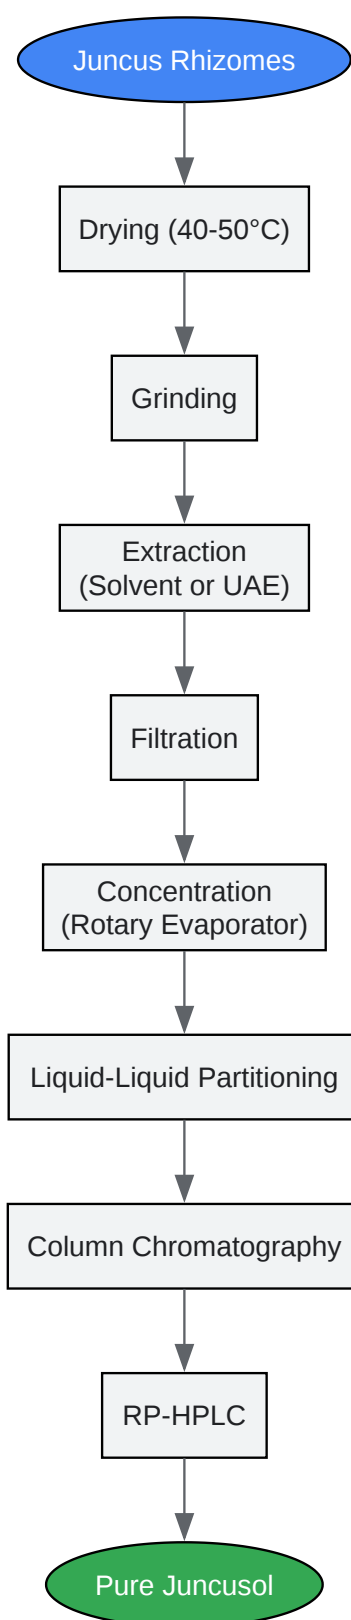 Juncus Rhizomes
Drying (40-50°C)
Grinding
Extraction
(Solvent or UAE)
Filtration
Concentration
(Rotary Evaporator)
Liquid-Liquid Partitioning
Column Chromatography
RP-HPLC
Pure Juncusol